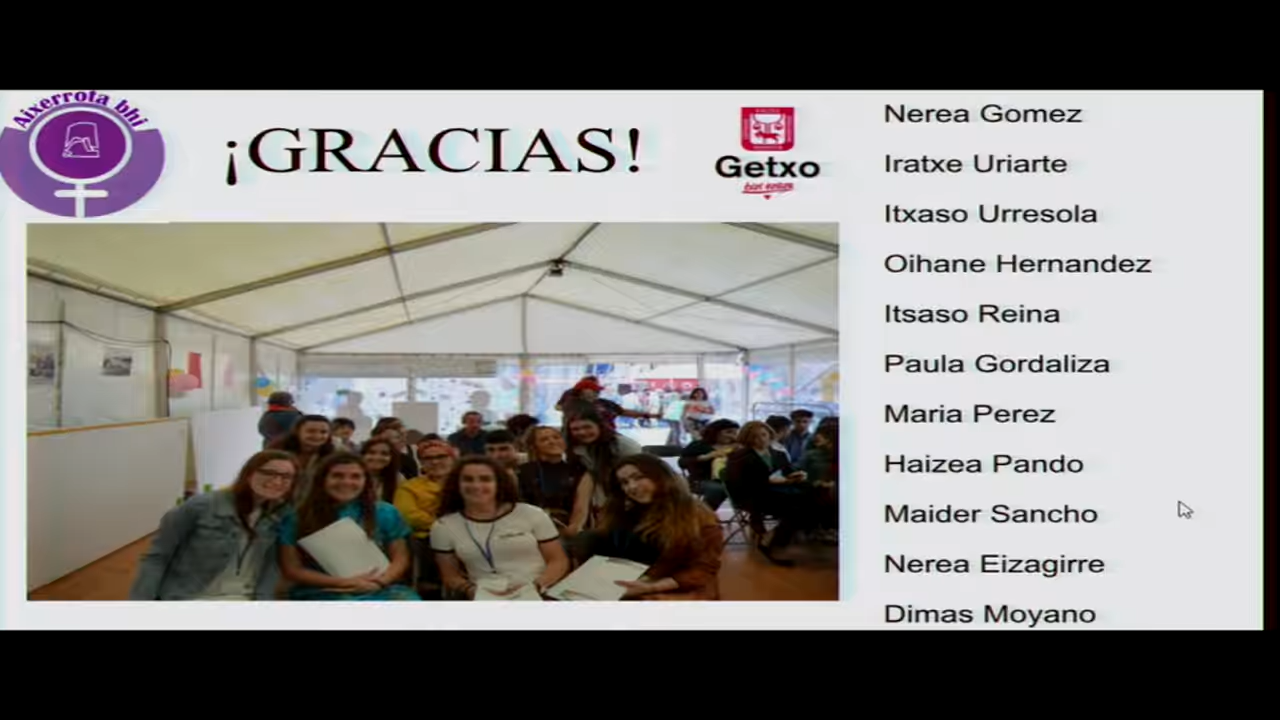 Aixerrota bhi
¡GRACIAS!
Getxo
Nerea Gomez
Iratxe Uriarte
Itxaso Urresola
Oihane Hernandez
Itsaso Reina
Paula Gordaliza
Maria Perez
Haizea Pando
Maider Sancho
Nerea Eizagirre
Dimas Moyano